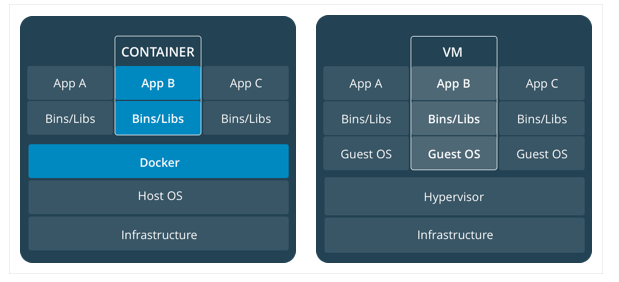 CONTAINER
App A App B App C
Bins/Libs Bins/Libs Bins/Libs
Docker
Host OS
Infrastructure
VM
App A App B App C
Bins/Libs Bins/Libs Bins/Libs
Guest OS Guest OS Guest OS
Hypervisor
Infrastructure